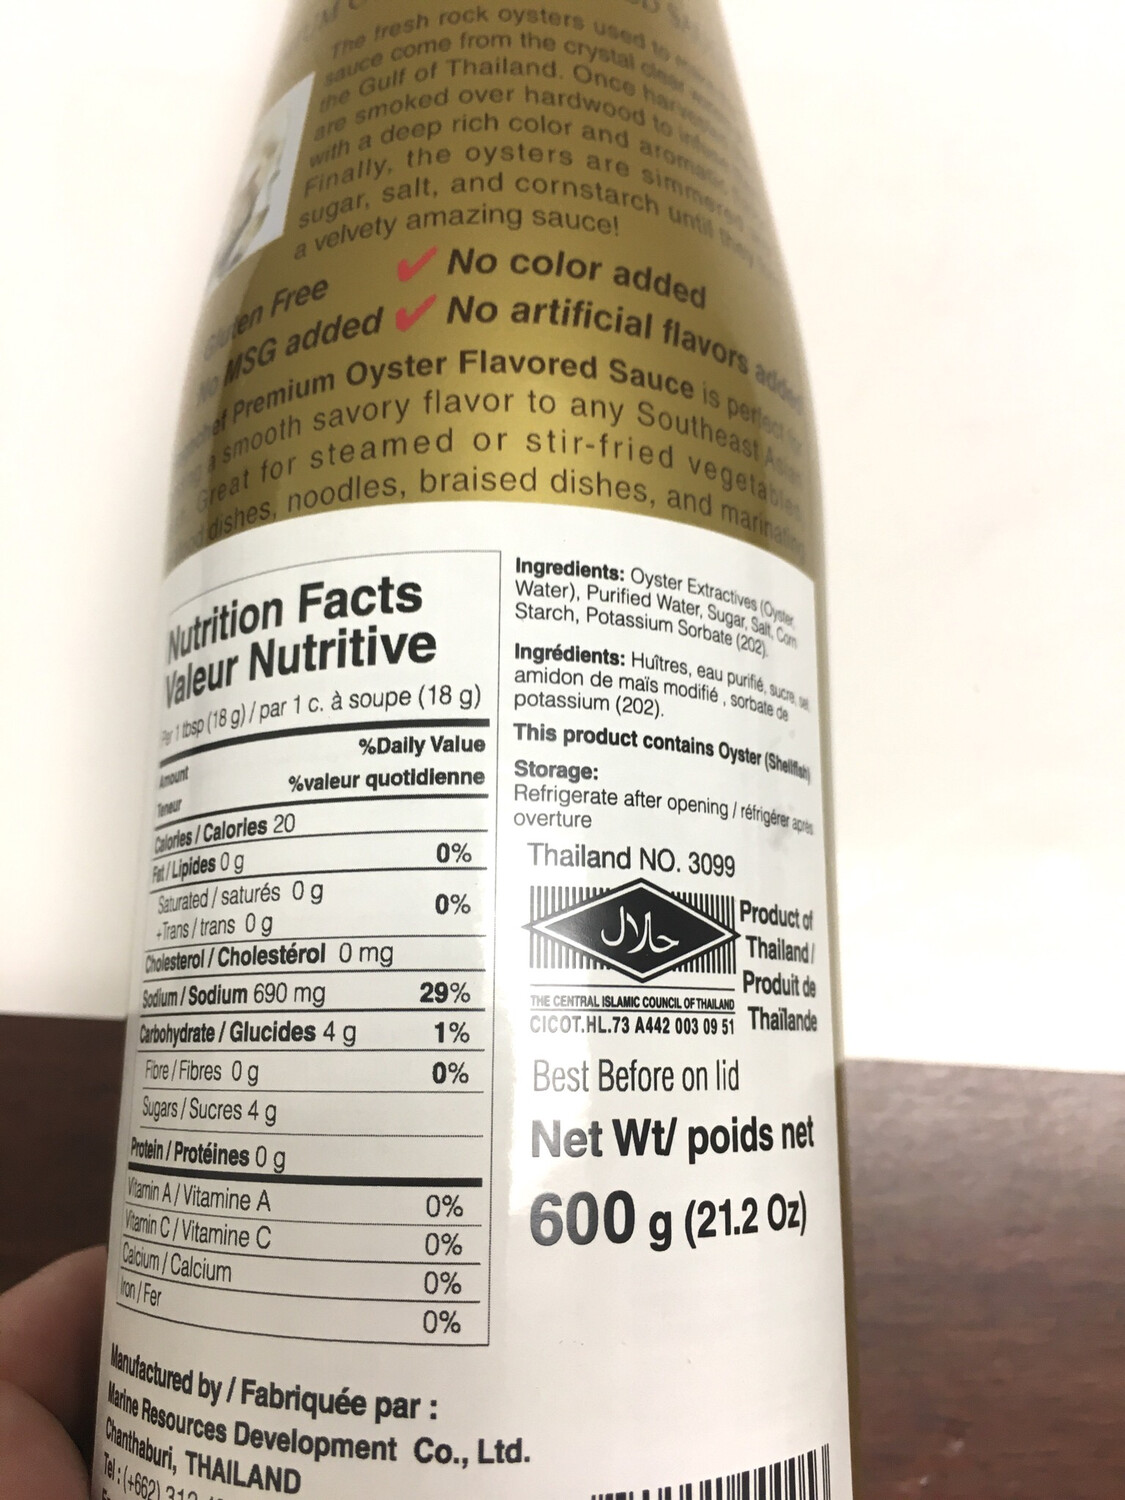 The fresh rock oysters used to
sauce come from the crystal clear
the Gulf of Thailand. Once harvested
are smoked over hardwood to infuse
with a deep rich color and aromatic
Finally, the oysters are simmered
sugar, salt, and cornstarch until they
a velvety amazing sauce!
Gluten Free ✔ No color added
No MSG added ✔ No artificial flavors added
Premium Oyster Flavored Sauce is perfect for
a smooth savory flavor to any Southeast Asian
Great for steamed or stir-fried vegetables
dishes, noodles, braised dishes, and marinating
Nutrition Facts
Valeur Nutritive
Per 1 tbsp (18 g) / par 1 c. à soupe (18 g)
Amount %Daily Value
Teneur %valeur quotidienne
Calories / Calories 20
Fat / Lipides 0 g 0%
Saturated / saturés 0 g 0%
+Trans / trans 0 g
Cholesterol / Cholestérol 0 mg
Sodium / Sodium 690 mg 29%
Carbohydrate / Glucides 4 g 1%
Fibre / Fibres 0 g 0%
Sugars / Sucres 4 g
Protein / Protéines 0 g
Vitamin A / Vitamine A 0%
Vitamin C / Vitamine C 0%
Calcium / Calcium 0%
Iron / Fer 0%
Manufactured by / Fabriquée par :
Marine Resources Development Co., Ltd.
Chanthaburi, THAILAND
Tel : (+662)
Ingredients: Oyster Extractives (Oyster,
Water), Purified Water, Sugar, Salt, Corn
Starch, Potassium Sorbate (202).
Ingrédients: Huîtres, eau purifié, sucre, sel,
amidon de maïs modifié , sorbate de
potassium (202).
This product contains Oyster (Shellfish)
Storage:
Refrigerate after opening / réfrigérer après
overture
Thailand NO. 3099
حلال
THE CENTRAL ISLAMIC COUNCIL OF THAILAND
CICOT.HL.73 A442 003 09 51
Product of
Thailand /
Produit de
Thaïlande
Best Before on lid
Net Wt/ poids net
600 g (21.2 Oz)